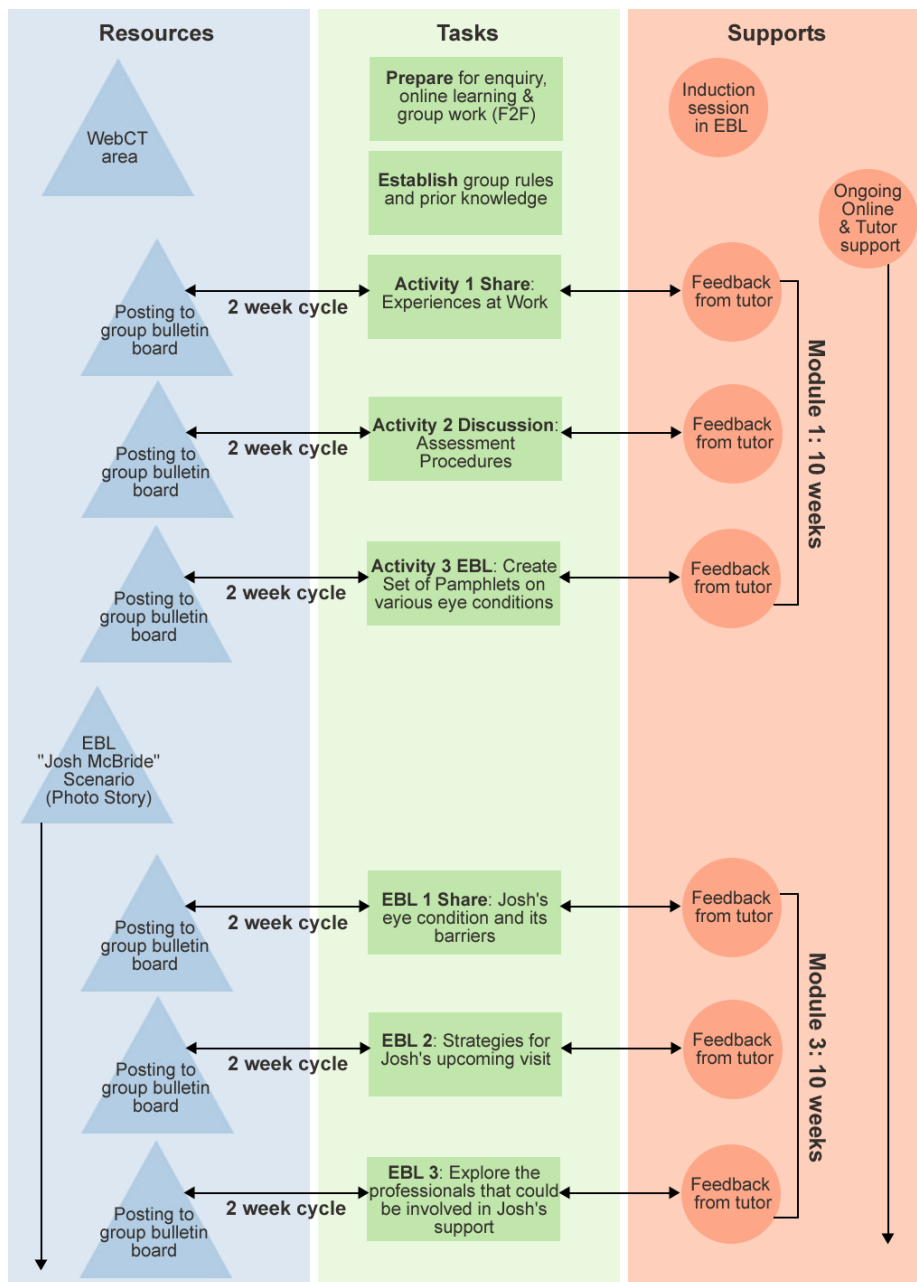 Resources
Tasks
Supports
WebCT
area
Prepare for enquiry,
online learning &
group work (F2F)
Induction
session
in EBL
Establish group rules
and prior knowledge
Ongoing
Online
& Tutor
support
Posting to
group bulletin
board
2 week cycle
Activity 1 Share:
Experiences at Work
Feedback
from tutor
Module 1: 10 weeks
Posting to
group bulletin
board
2 week cycle
Activity 2 Discussion:
Assessment
Procedures
Feedback
from tutor
Posting to
group bulletin
board
2 week cycle
Activity 3 EBL: Create
Set of Pamphlets on
various eye conditions
Feedback
from tutor
EBL
"Josh McBride"
Scenario
(Photo Story)
Posting to
group bulletin
board
2 week cycle
EBL 1 Share: Josh's
eye condition and its
barriers
Feedback
from tutor
Module 3: 10 weeks
Posting to
group bulletin
board
2 week cycle
EBL 2: Strategies for
Josh's upcoming visit
Feedback
from tutor
Posting to
group bulletin
board
2 week cycle
EBL 3: Explore the
professionals that could
be involved in Josh's
support
Feedback
from tutor